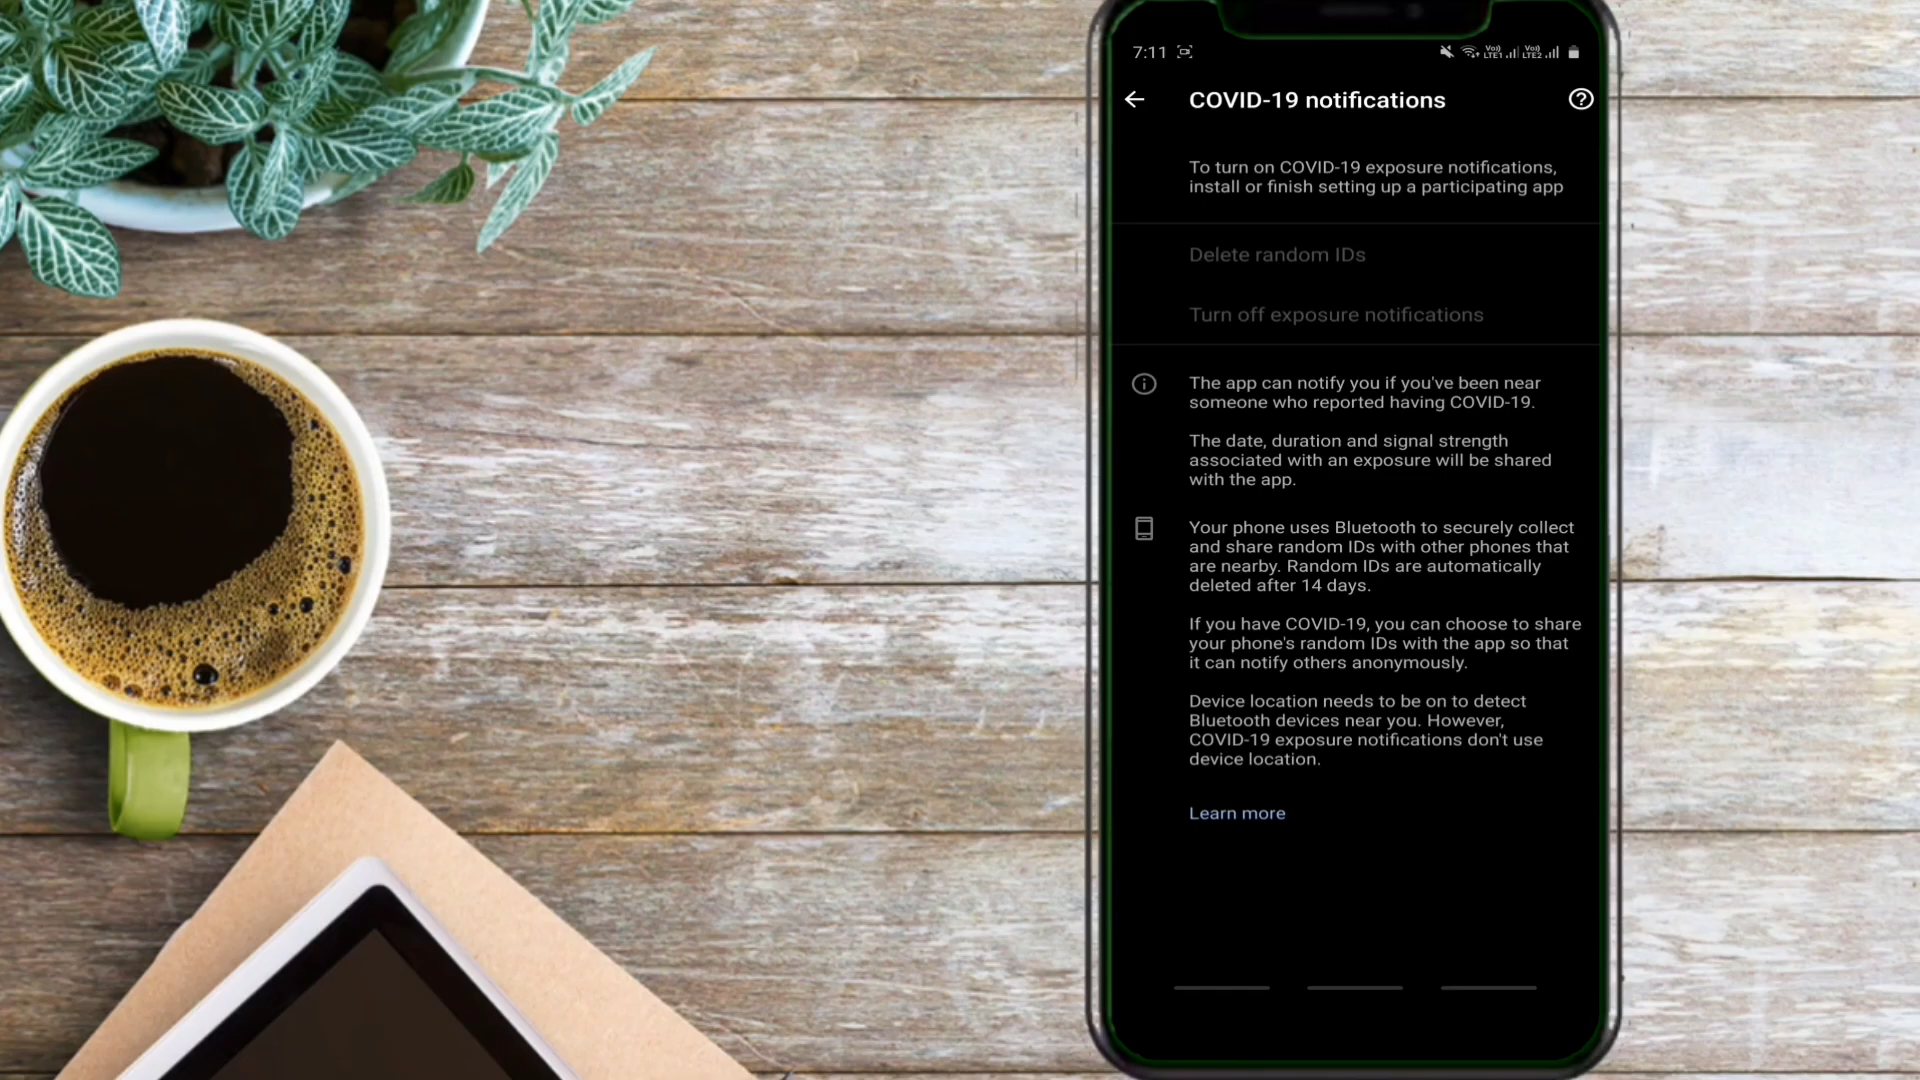 7:11
Vo) LTE1 Vo) LTE2
COVID-19 notifications
To turn on COVID-19 exposure notifications,
install or finish setting up a participating app
Delete random IDs
Turn off exposure notifications
The app can notify you if you've been near
someone who reported having COVID-19.
The date, duration and signal strength
associated with an exposure will be shared
with the app.
Your phone uses Bluetooth to securely collect
and share random IDs with other phones that
are nearby. Random IDs are automatically
deleted after 14 days.
If you have COVID-19, you can choose to share
your phone's random IDs with the app so that
it can notify others anonymously.
Device location needs to be on to detect
Bluetooth devices near you. However,
COVID-19 exposure notifications don't use
device location.
Learn more